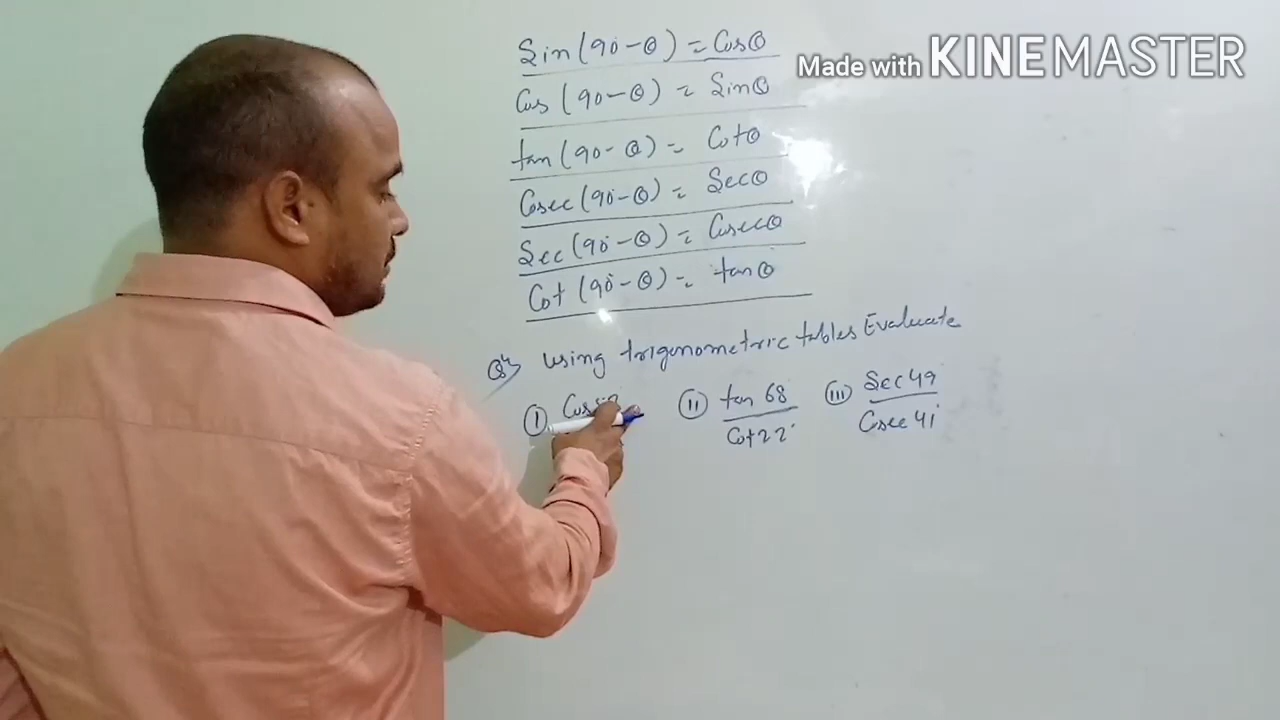 Sin (90° - θ) = Cosθ
Made with KINEMASTER
Cos (90 - θ) = Sinθ
tan (90 - θ) = Cotθ
Cosec (90° - θ) = Secθ
Sec (90° - θ) = Cosecθ
Cot (90° - θ) = tanθ
Using trigonometric tables Evaluate
(I) Cos (II) tan 68 / Cot 22° (III) Sec 49 / Cosec 41°